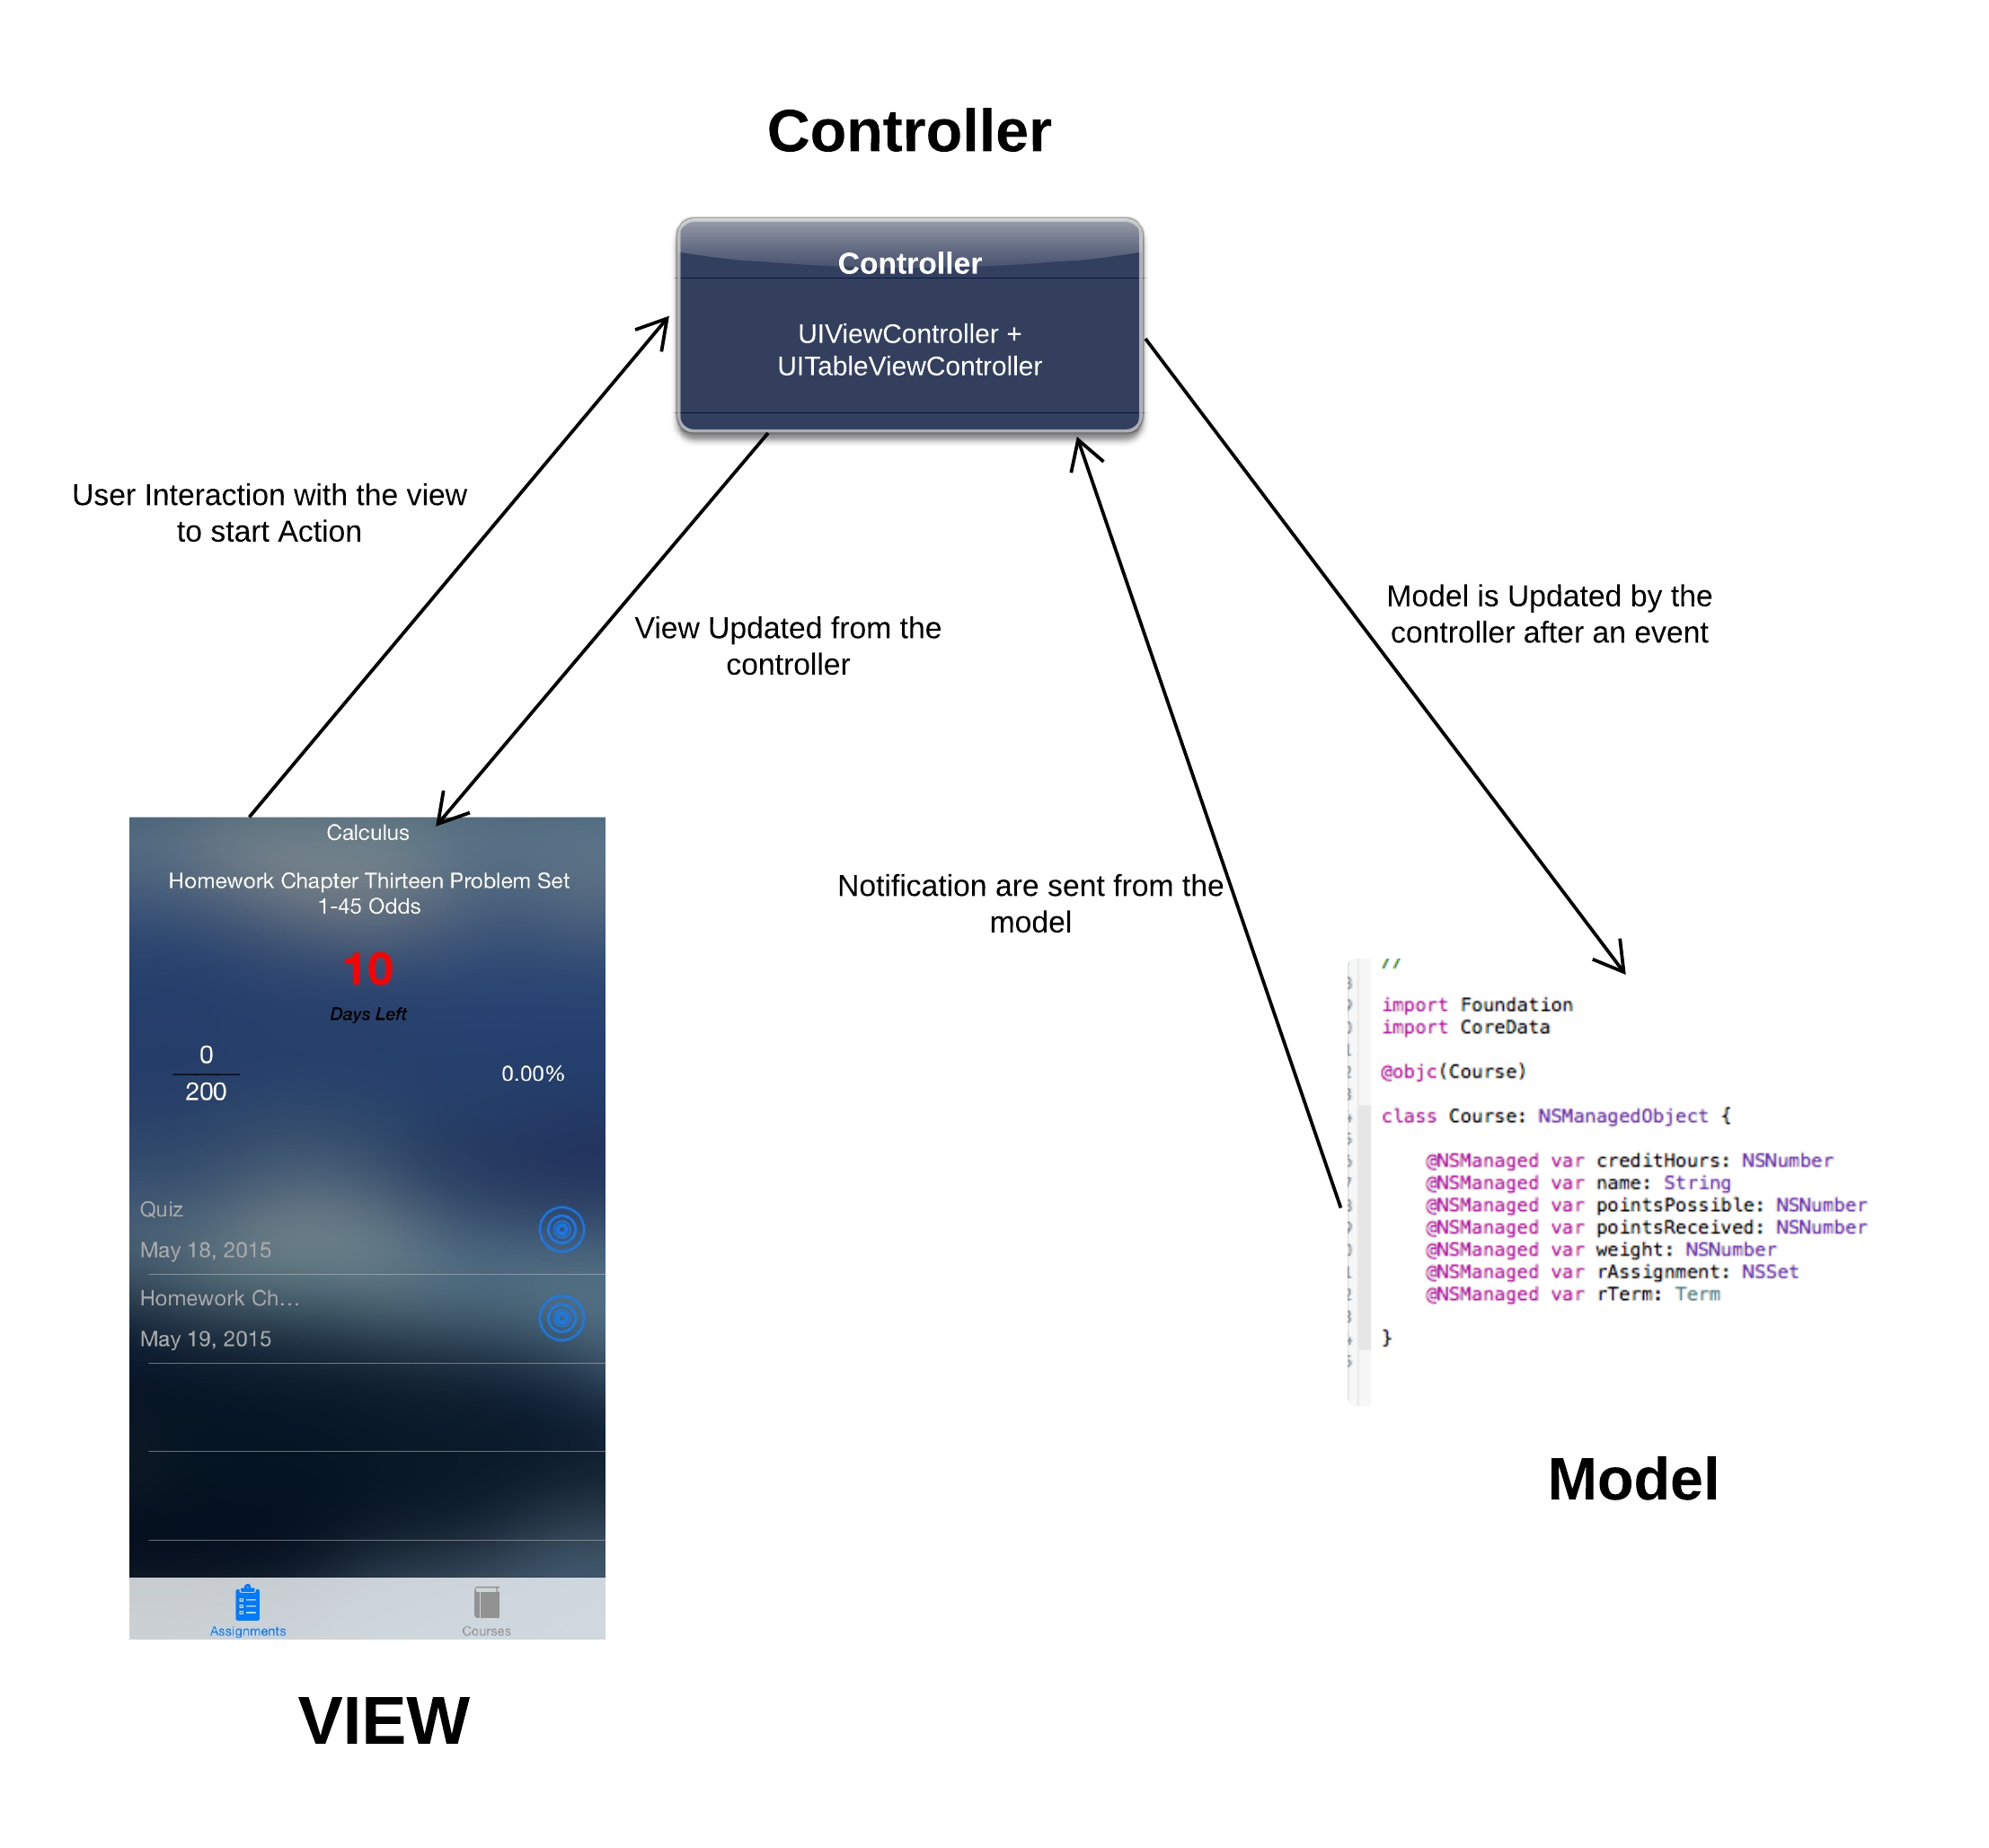 Controller
Controller
UIViewController +
UITableViewController
User Interaction with the view
to start Action
View Updated from the
controller
Model is Updated by the
controller after an event
Notification are sent from the
model
Calculus
Homework Chapter Thirteen Problem Set
1-45 Odds
10
Days Left
0
200
0.00%
Quiz
May 18, 2015
Homework Ch...
May 19, 2015
Assignments
Courses
VIEW
//
import Foundation
import CoreData
@objc(Course)
class Course: NSManagedObject {
@NSManaged var creditHours: NSNumber
@NSManaged var name: String
@NSManaged var pointsPossible: NSNumber
@NSManaged var pointsReceived: NSNumber
@NSManaged var weight: NSNumber
@NSManaged var rAssignment: NSSet
@NSManaged var rTerm: Term
}
Model